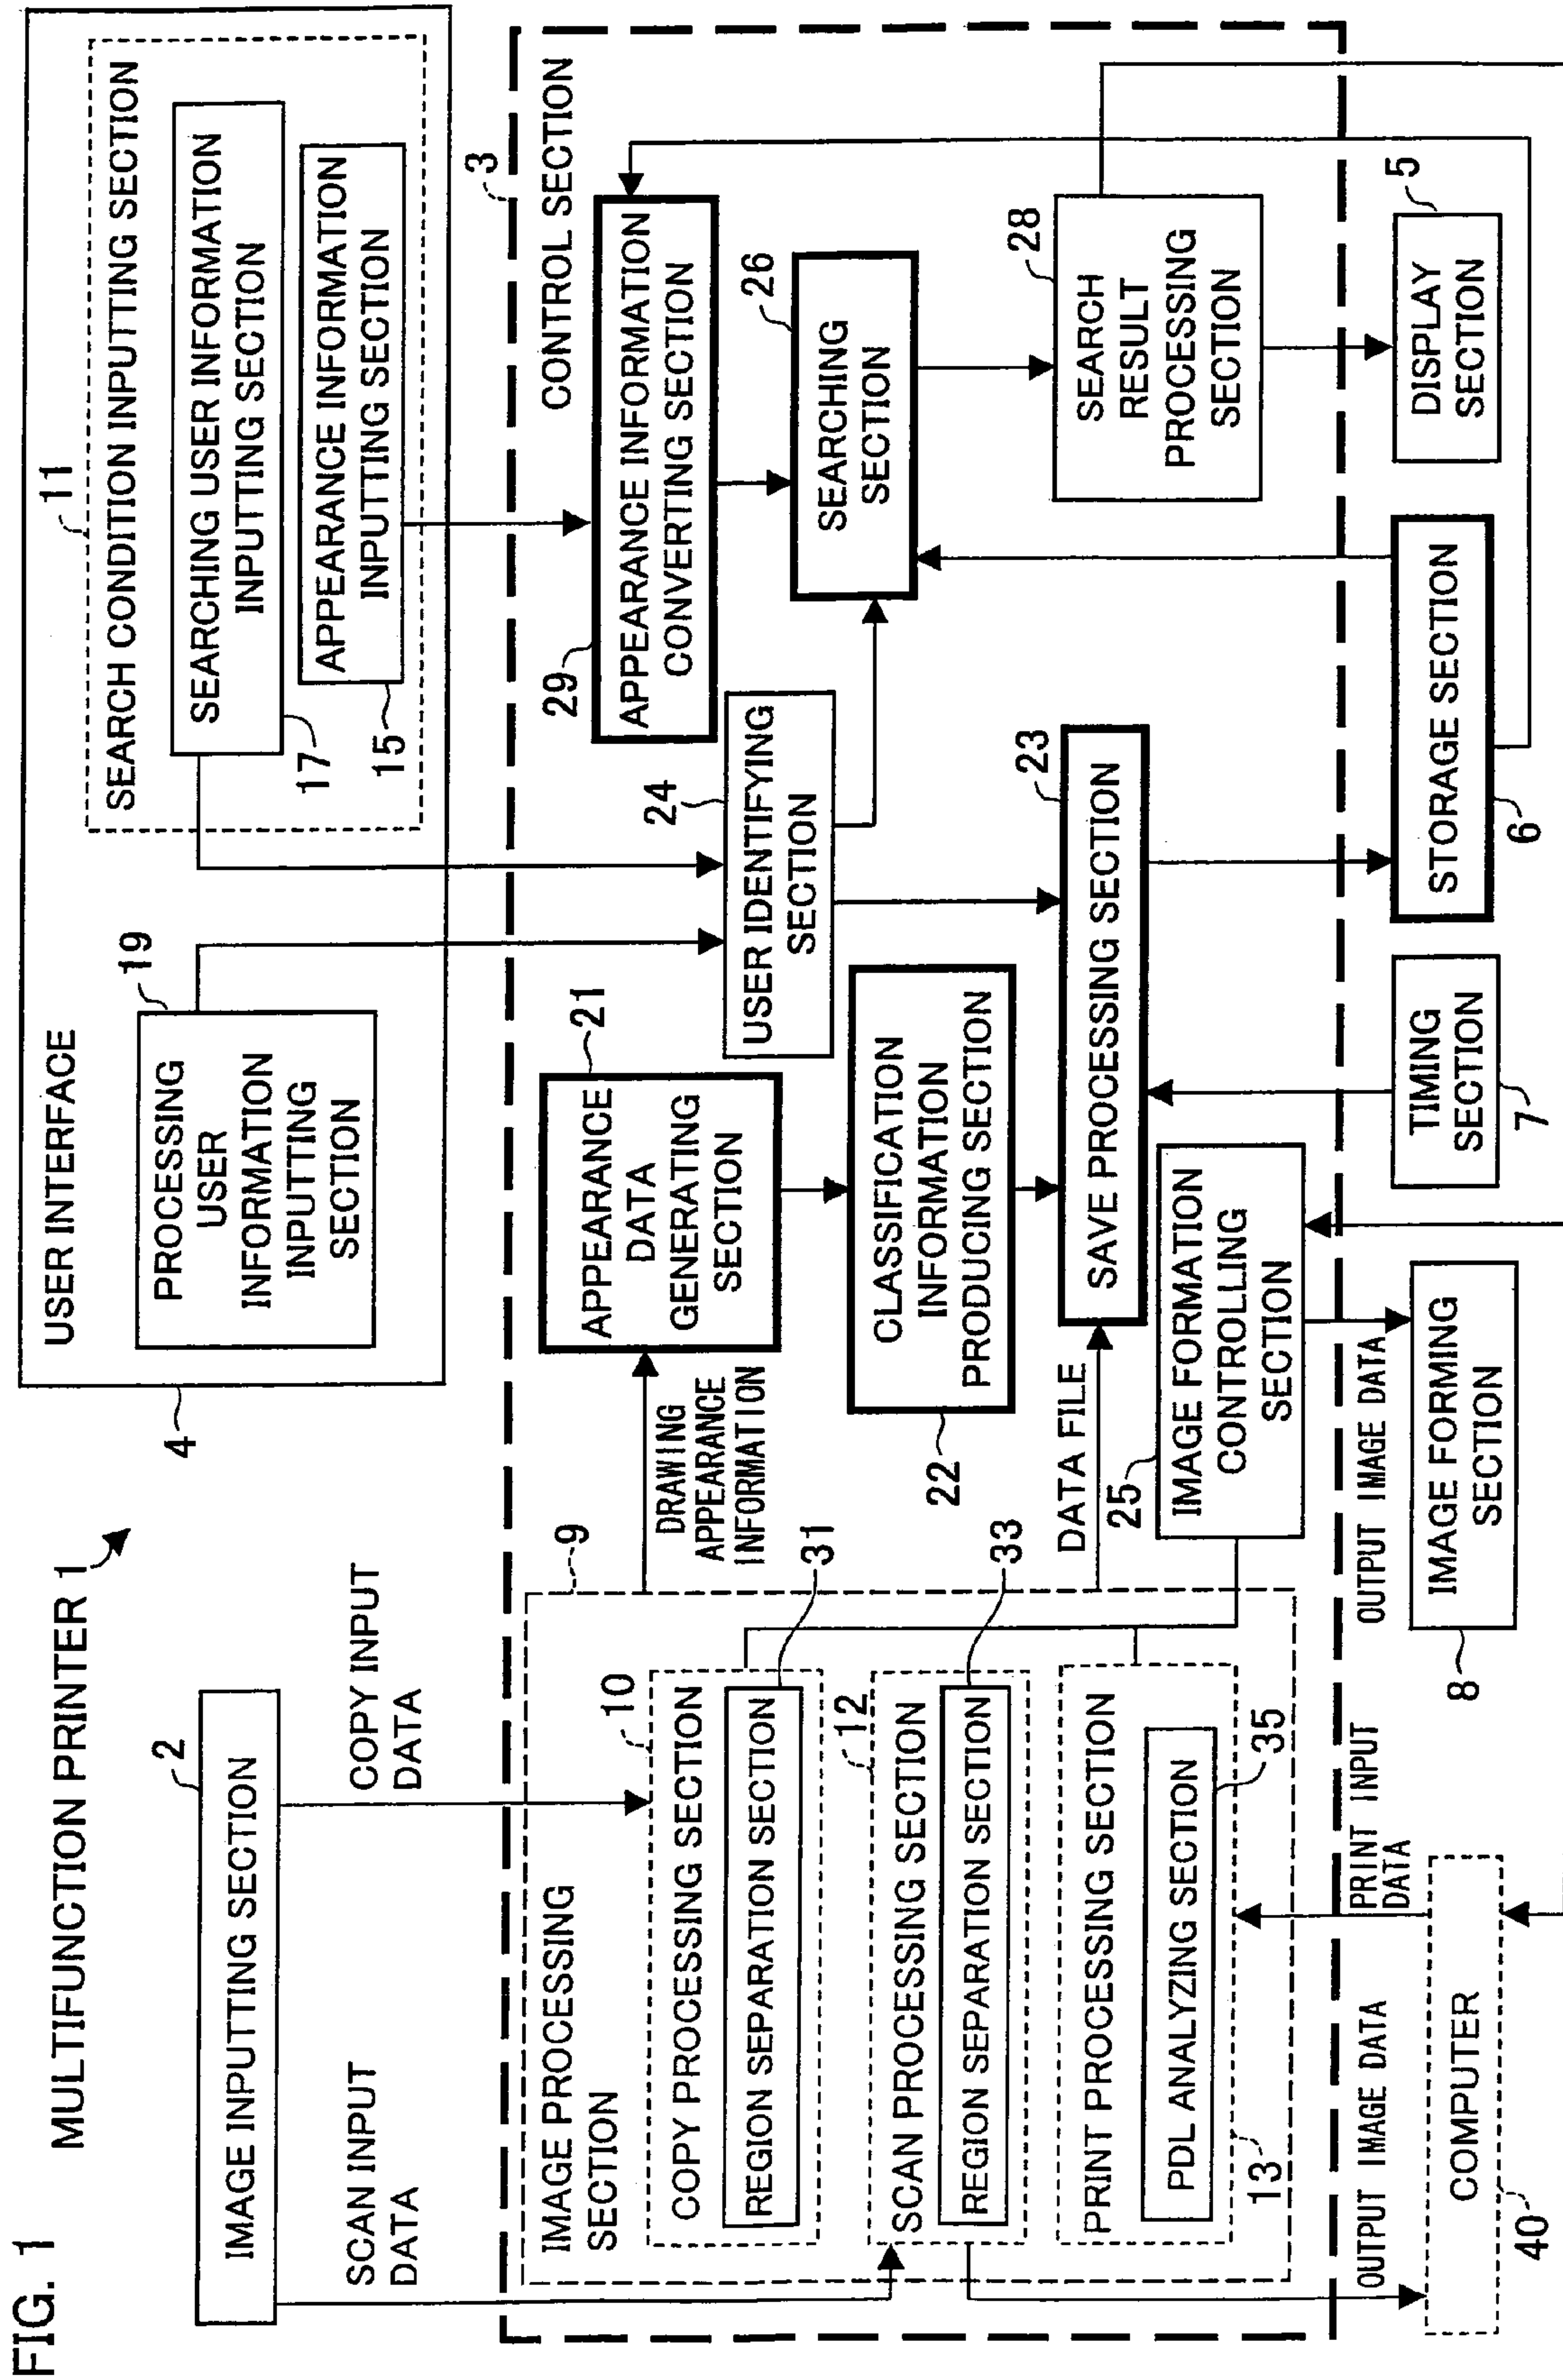 FIG. 1
MULTIFUNCTION PRINTER 1
2
IMAGE INPUTTING SECTION
SCAN INPUT
DATA
COPY INPUT
DATA
4
USER INTERFACE
19
PROCESSING
USER
INFORMATION
INPUTTING
SECTION
11
SEARCH CONDITION INPUTTING SECTION
SEARCHING USER INFORMATION
INPUTTING SECTION
17
APPEARANCE INFORMATION
INPUTTING SECTION
15
3
CONTROL SECTION
IMAGE PROCESSING
SECTION
9
10
COPY PROCESSING SECTION
REGION SEPARATION SECTION
31
12
SCAN PROCESSING SECTION
REGION SEPARATION SECTION
33
PRINT PROCESSING SECTION
PDL ANALYZING SECTION
35
13
DRAWING
APPEARANCE
INFORMATION
DATA FILE
21
APPEARANCE
DATA
GENERATING
SECTION
22
CLASSIFICATION
INFORMATION
PRODUCING SECTION
24
USER IDENTIFYING
SECTION
23
SAVE PROCESSING SECTION
25
IMAGE FORMATION
CONTROLLING
SECTION
29
APPEARANCE INFORMATION
CONVERTING SECTION
26
SEARCHING
SECTION
28
SEARCH
RESULT
PROCESSING
SECTION
OUTPUT IMAGE DATA
PRINT INPUT
DATA
OUTPUT IMAGE DATA
COMPUTER
40
IMAGE FORMING
SECTION
8
TIMING
SECTION
7
STORAGE SECTION
6
DISPLAY
SECTION
5